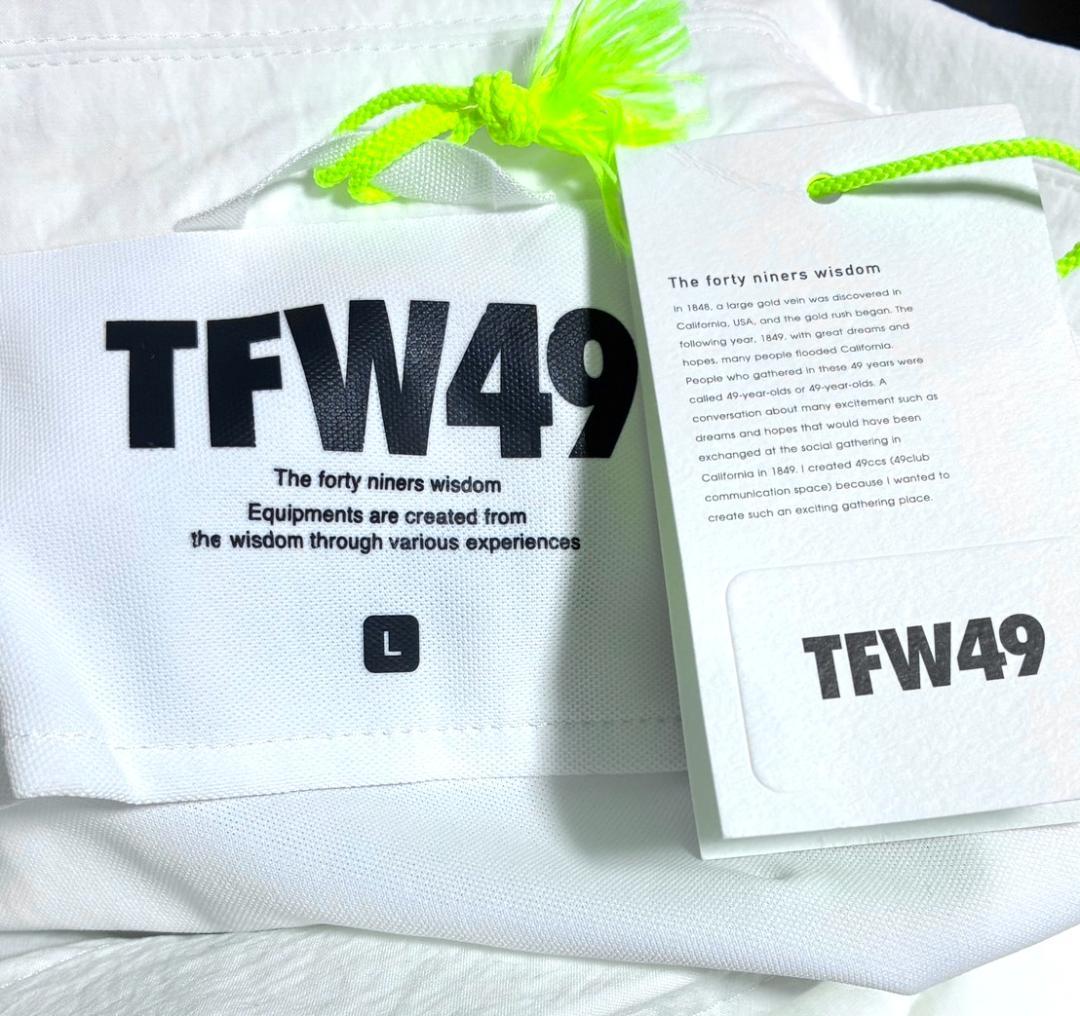 TFW49
The forty niners wisdom
Equipments are created from
the wisdom through various experiences
L
The forty niners wisdom
In 1848, a large gold vein was discovered in
California, USA, and the gold rush began. The
following year, 1849, with great dreams and
hopes, many people flooded California.
People who gathered in these 49 years were
called 49-year-olds or 49-year-olds. A
conversation about many excitement such as
dreams and hopes that would have been
exchanged at the social gathering in
California in 1849. I created 49ccs (49club
communication space) because I wanted to
create such an exciting gathering place.
TFW49